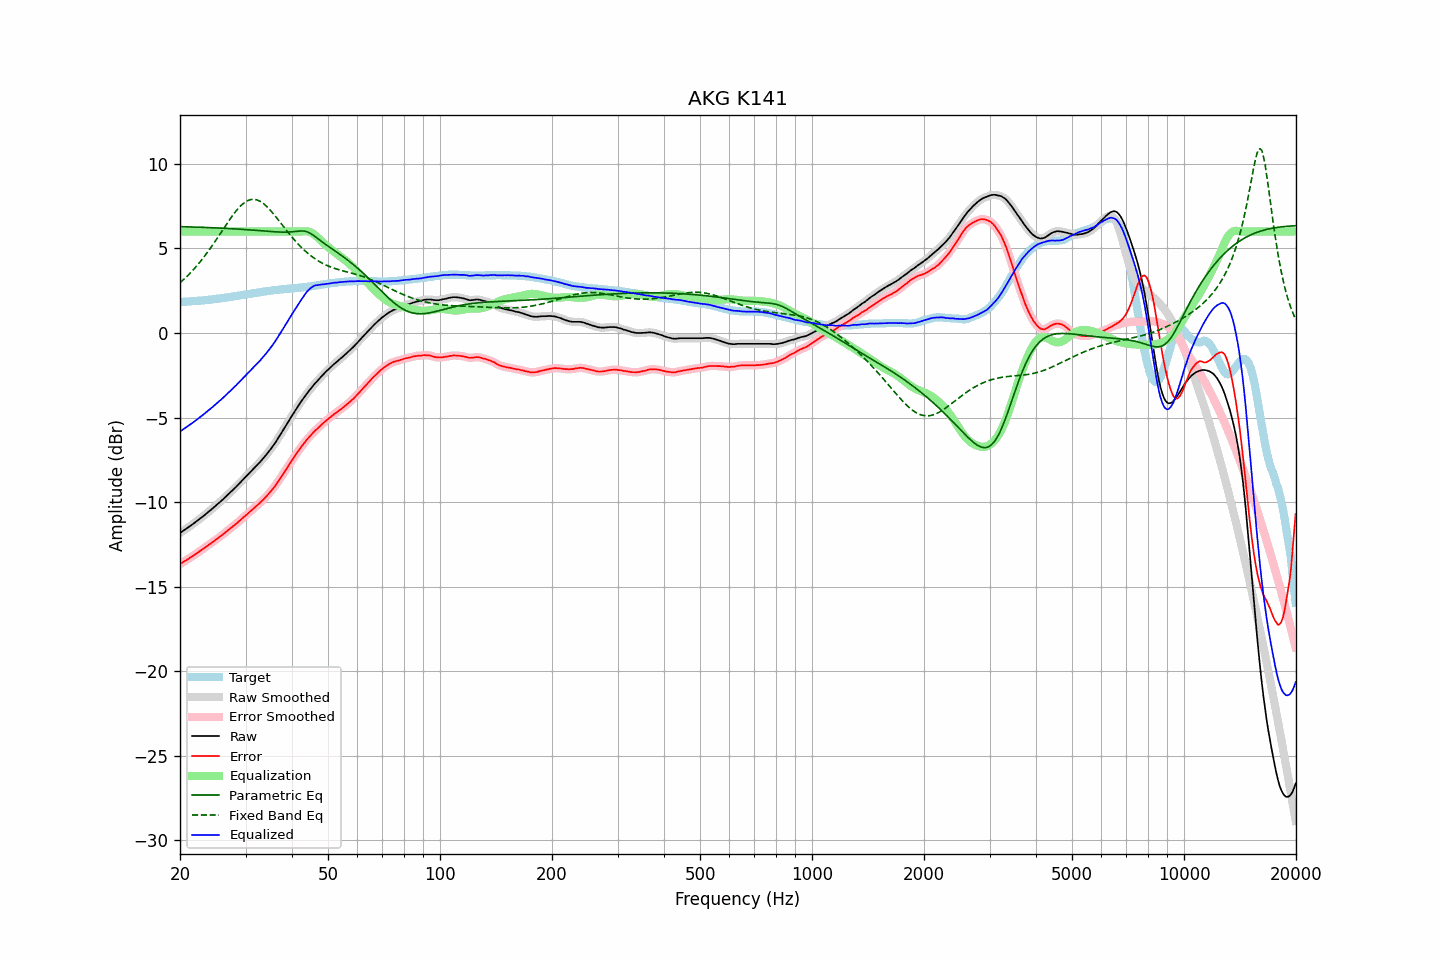 AKG K141
Amplitude (dBr)
10
5
0
−5
−10
−15
−20
−25
−30
Target
Raw Smoothed
Error Smoothed
Raw
Error
Equalization
Parametric Eq
Fixed Band Eq
Equalized
20 50 100 200 500 1000 2000 5000 10000 20000
Frequency (Hz)